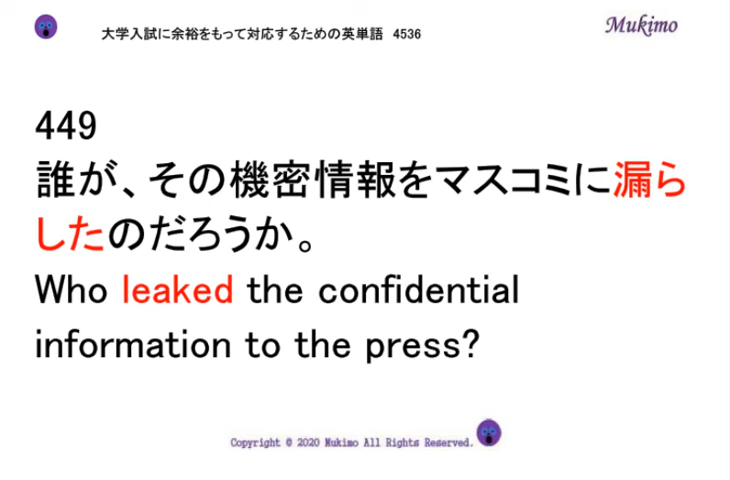 大学入試に余裕をもって対応するための英単語 4536
Mukimo
449
誰が、その機密情報をマスコミに漏ら
したのだろうか。
Who leaked the confidential
information to the press?
Copyright © 2020 Mukimo All Rights Reserved.